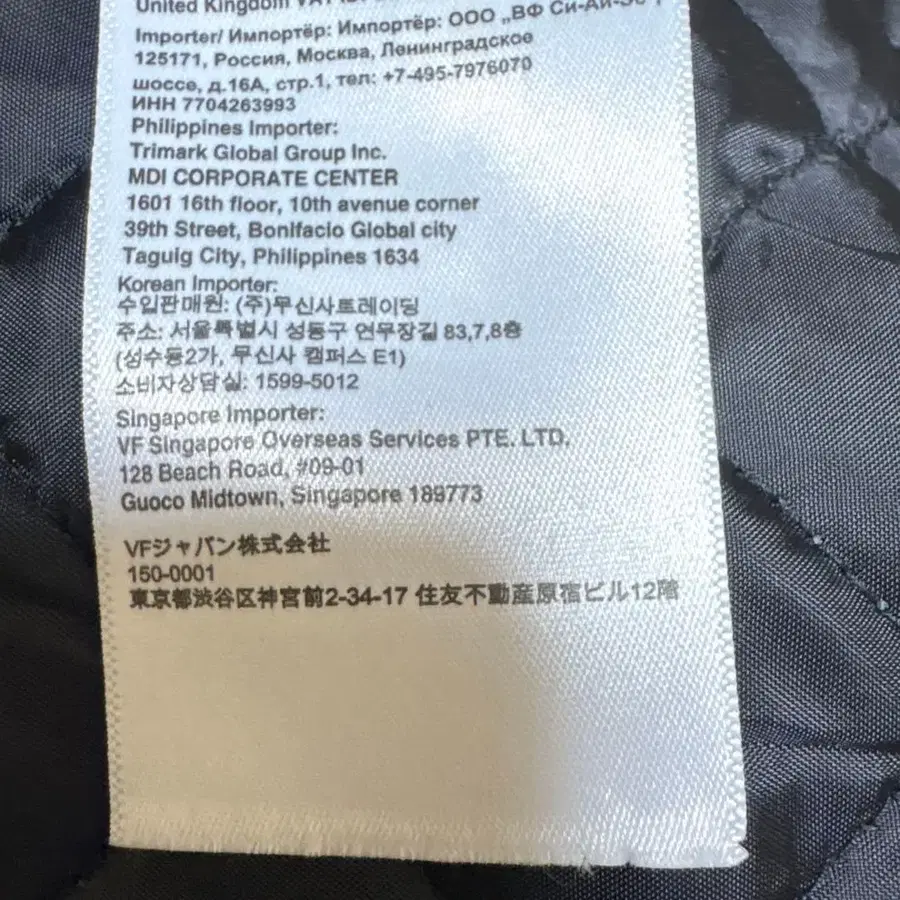 United Kingdom VAT
Importer/ Импортёр: Импортёр: ООО „ВФ Си-Ай-Эс
125171, Россия, Москва, Ленинградское
шоссе, д.16А, стр.1, тел: +7-495-7976070
ИНН 7704263993
Philippines Importer:
Trimark Global Group Inc.
MDI CORPORATE CENTER
1601 16th floor, 10th avenue corner
39th Street, Bonifacio Global city
Taguig City, Philippines 1634
Korean Importer:
수입판매원: (주)무신사트레이딩
주소: 서울특별시 성동구 연무장길 83,7,8층
(성수동2가, 무신사 캠퍼스 E1)
소비자상담실: 1599-5012
Singapore Importer:
VF Singapore Overseas Services PTE. LTD.
128 Beach Road, #09-01
Guoco Midtown, Singapore 189773
VFジャパン株式会社
150-0001
東京都渋谷区神宮前2-34-17 住友不動産原宿ビル12階